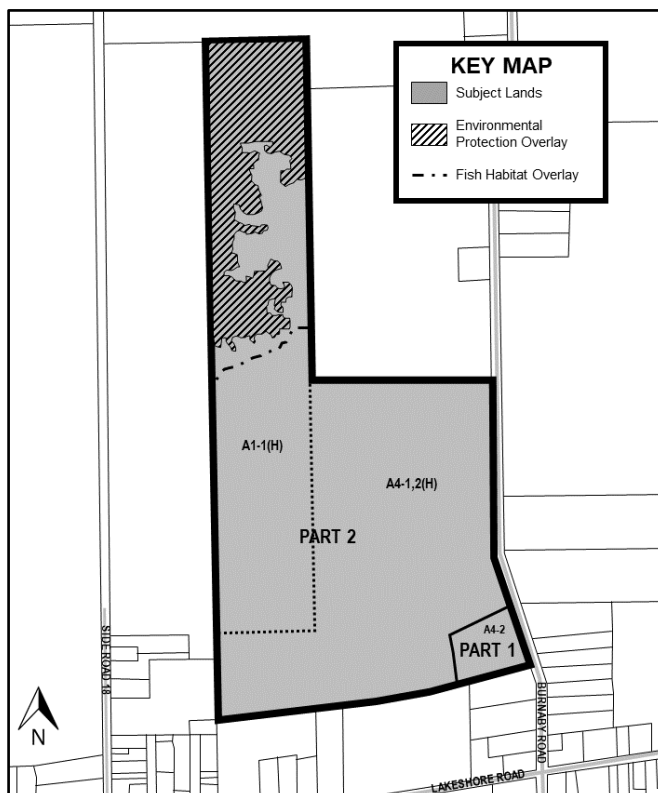 KEY MAP
Subject Lands
Environmental
Protection Overlay
Fish Habitat Overlay
A1-1(H)
A4-1,2(H)
PART 2
A4-2
PART 1
SIDE ROAD 18
BURNABY ROAD
N
LAKESHORE ROAD